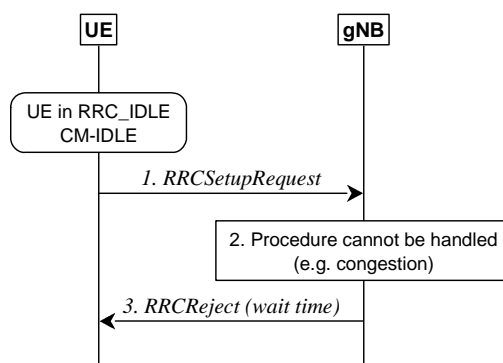 UE
gNB
UE in RRC_IDLE
CM-IDLE
1. RRCSetupRequest
2. Procedure cannot be handled
(e.g. congestion)
3. RRCReject (wait time)